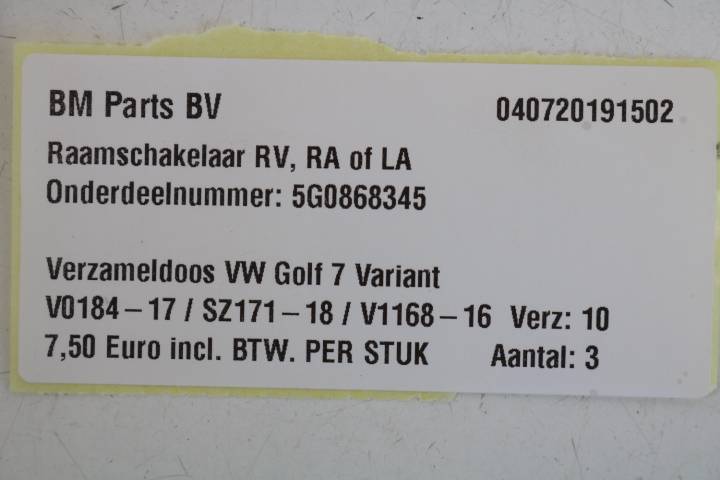 BM Parts BV 040720191502
Raamschakelaar RV, RA of LA
Onderdeelnummer: 5G0868345
Verzameldoos VW Golf 7 Variant
V0184-17 / SZ171-18 / V1168-16 Verz: 10
7,50 Euro incl. BTW. PER STUK Aantal: 3